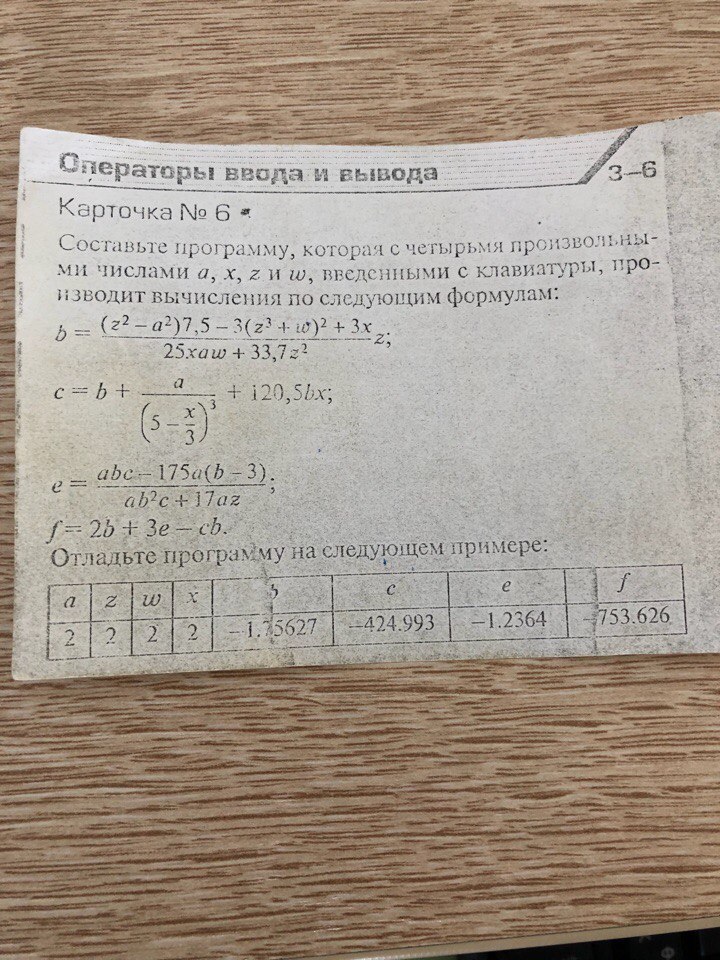 Операторы ввода и вывода 3–6
Карточка № 6
Составьте программу, которая с четырьмя произвольны-
ми числами a, x, z и w, введенными с клавиатуры, про-
изводит вычисления по следующим формулам:
b = ((z² – a²)7,5 – 3(z³ + w)² + 3x) / (25xaw + 33,7z²) z;
c = b + a / (5 – x/3)³ + 120,5bx;
e = (abc – 175a(b – 3)) / (ab²c + 17az);
f = 2b + 3e – cb.
Отладьте программу на следующем примере:
a z w x b c e f
2 2 2 2 –1.75627 –424.993 –1.2364 –753.626